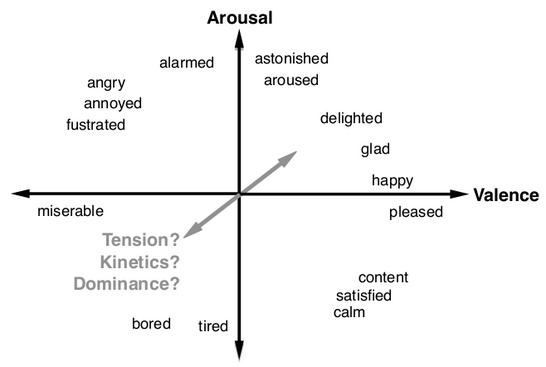 Arousal
alarmed
astonished
angry
aroused
annoyed
fustrated
delighted
glad
happy
Valence
miserable
pleased
Tension?
Kinetics?
Dominance?
content
satisfied
calm
bored
tired